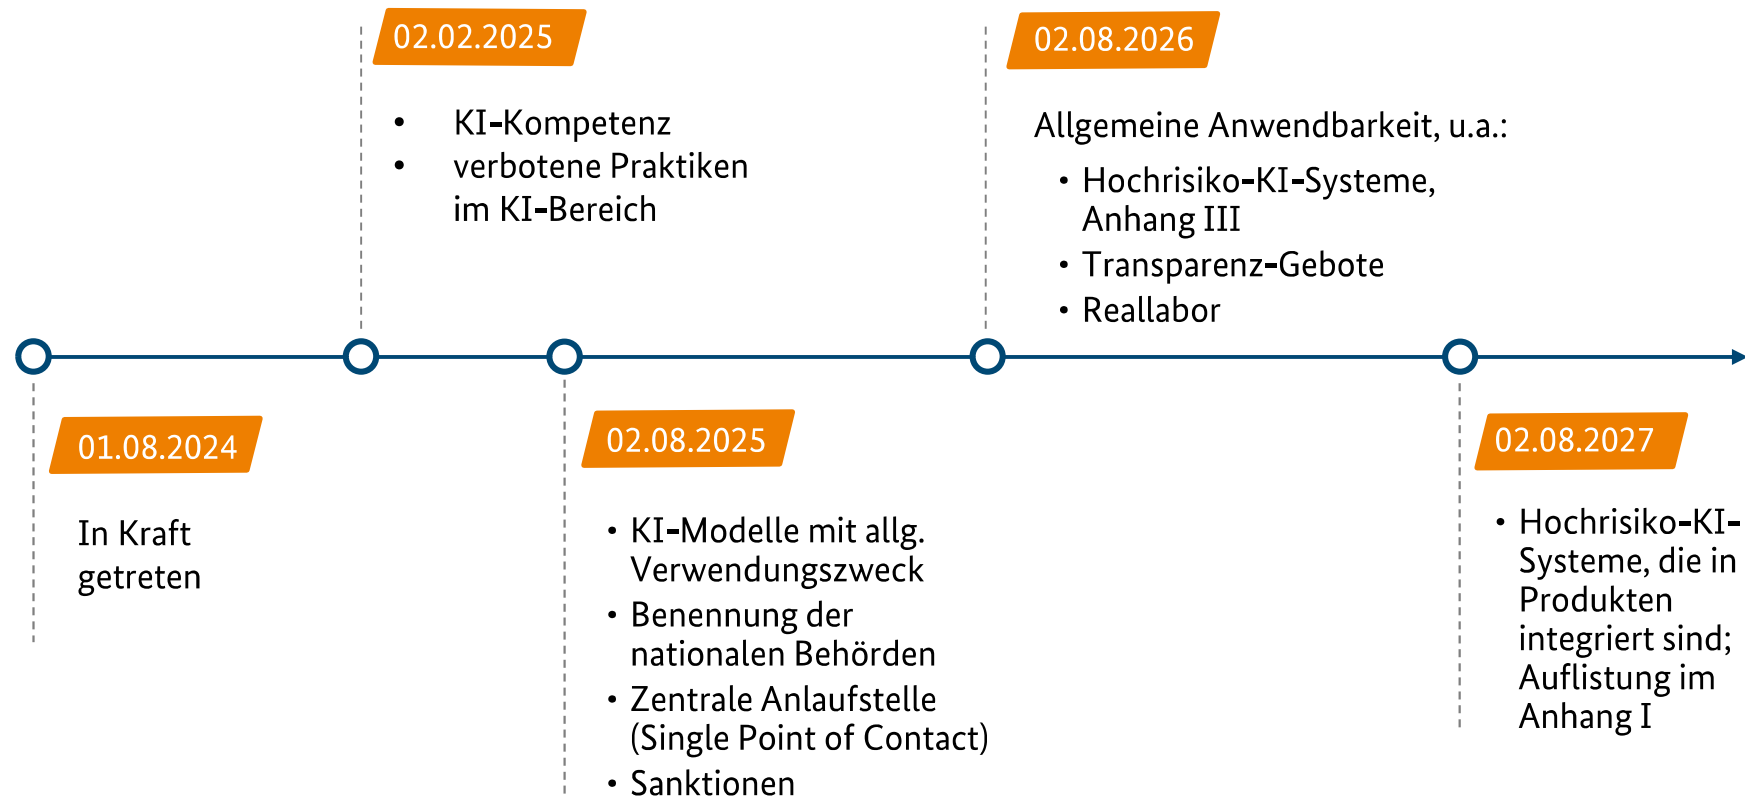 02.02.2025
• KI-Kompetenz
• verbotene Praktiken
im KI-Bereich
02.08.2026
Allgemeine Anwendbarkeit, u.a.:
• Hochrisiko-KI-Systeme,
Anhang III
• Transparenz-Gebote
• Reallabor
01.08.2024
In Kraft
getreten
02.08.2025
• KI-Modelle mit allg.
Verwendungszweck
• Benennung der
nationalen Behörden
• Zentrale Anlaufstelle
(Single Point of Contact)
• Sanktionen
02.08.2027
• Hochrisiko-KI-
Systeme, die in
Produkten
integriert sind;
Auflistung im
Anhang I